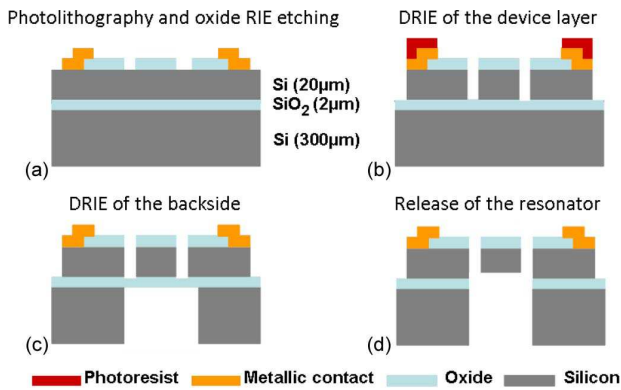 Photolithography and oxide RIE etching
DRIE of the device layer
Si (20µm)
SiO₂ (2µm)
Si (300µm)
(a)
(b)
DRIE of the backside
Release of the resonator
(c)
(d)
Photoresist
Metallic contact
Oxide
Silicon